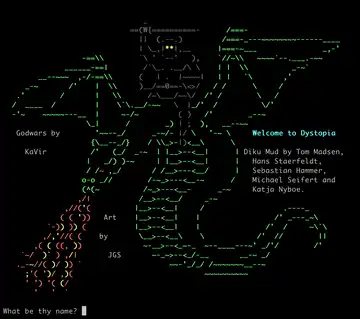 Godwars by
KaVir
Welcome to Dystopia
Diku Mud by Tom Madsen,
Hans Staerfeldt,
Sebastian Hammer,
Michael Seifert and
Katja Nyboe.
Art
by
JGS
What be thy name?